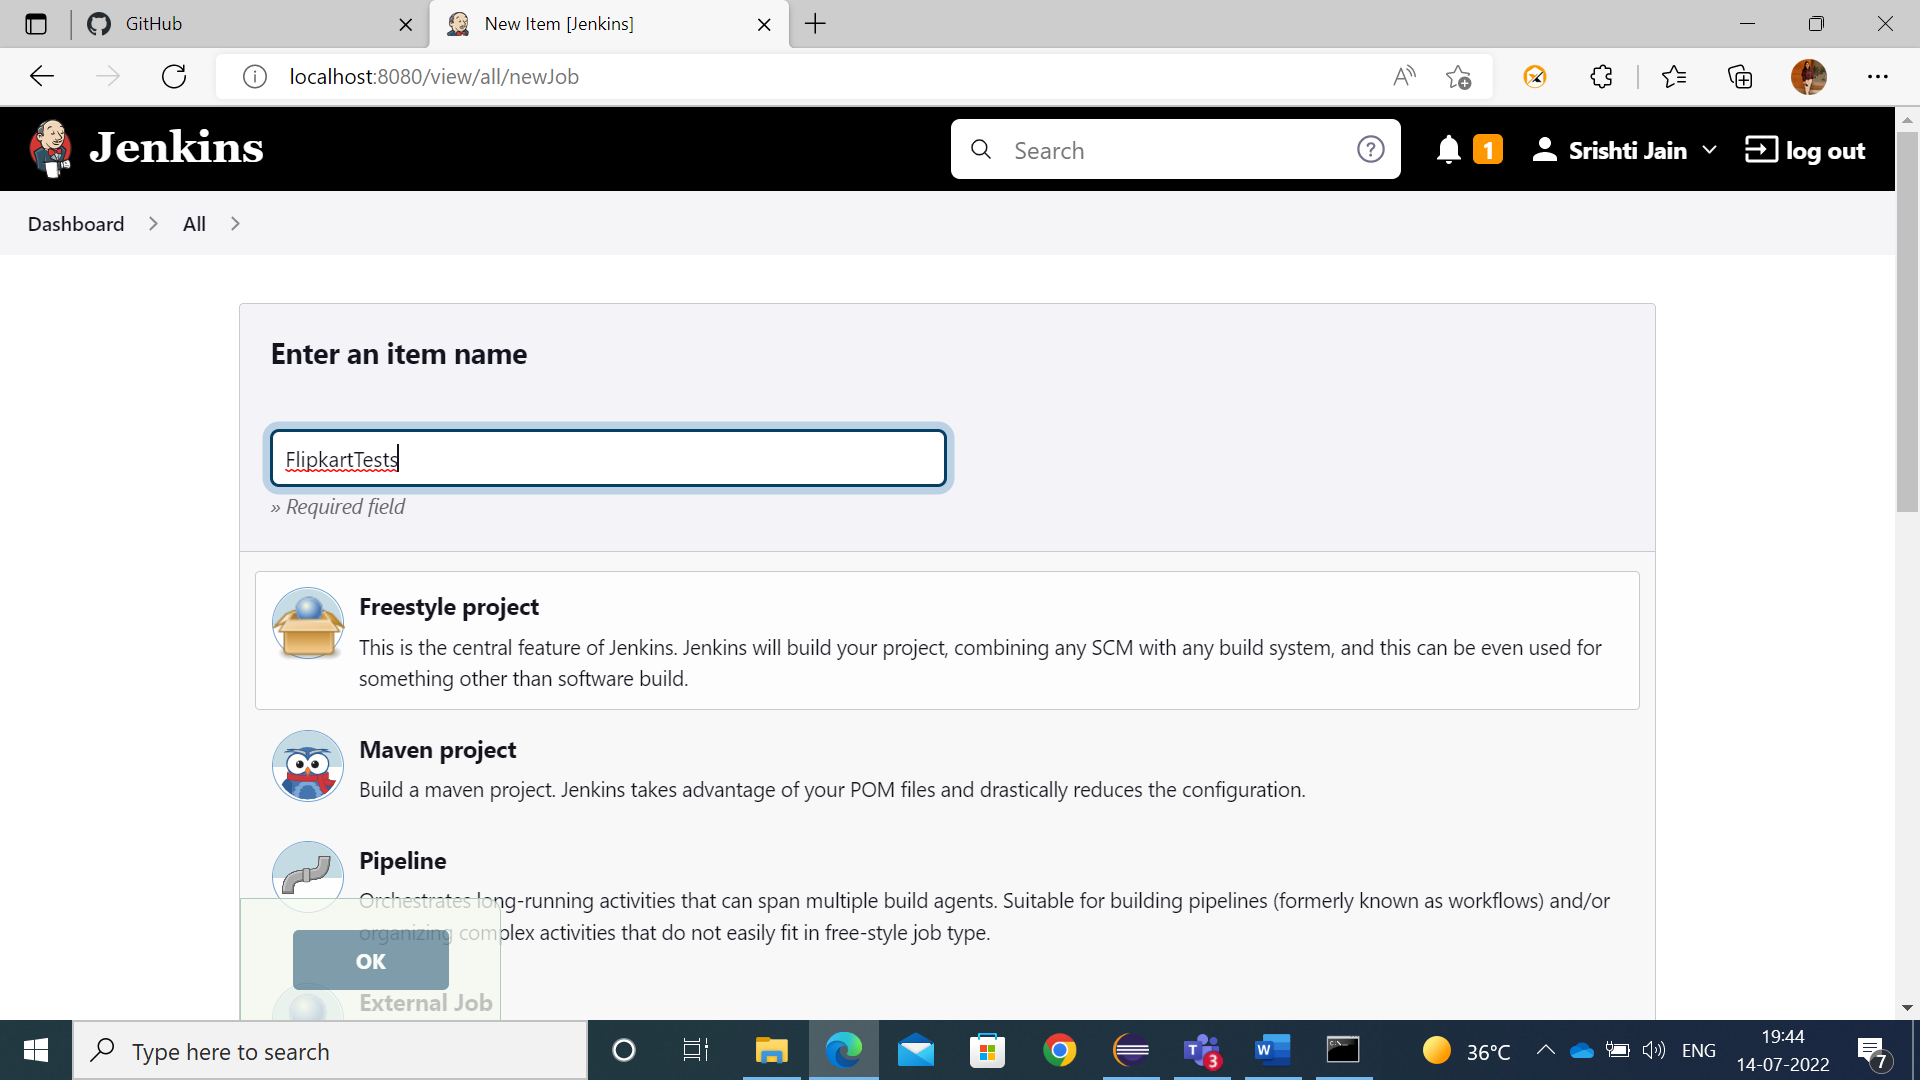 GitHub
New Item [Jenkins]
localhost:8080/view/all/newJob
Jenkins
Search
1
Srishti Jain
log out
Dashboard
All
Enter an item name
FlipkartTests
» Required field
Freestyle project
This is the central feature of Jenkins. Jenkins will build your project, combining any SCM with any build system, and this can be even used for
something other than software build.
Maven project
Build a maven project. Jenkins takes advantage of your POM files and drastically reduces the configuration.
Pipeline
Orchestrates long-running activities that can span multiple build agents. Suitable for building pipelines (formerly known as workflows) and/or
organizing complex activities that do not easily fit in free-style job type.
OK
External Job
Type here to search
3
36°C
ENG
19:44
14-07-2022
7